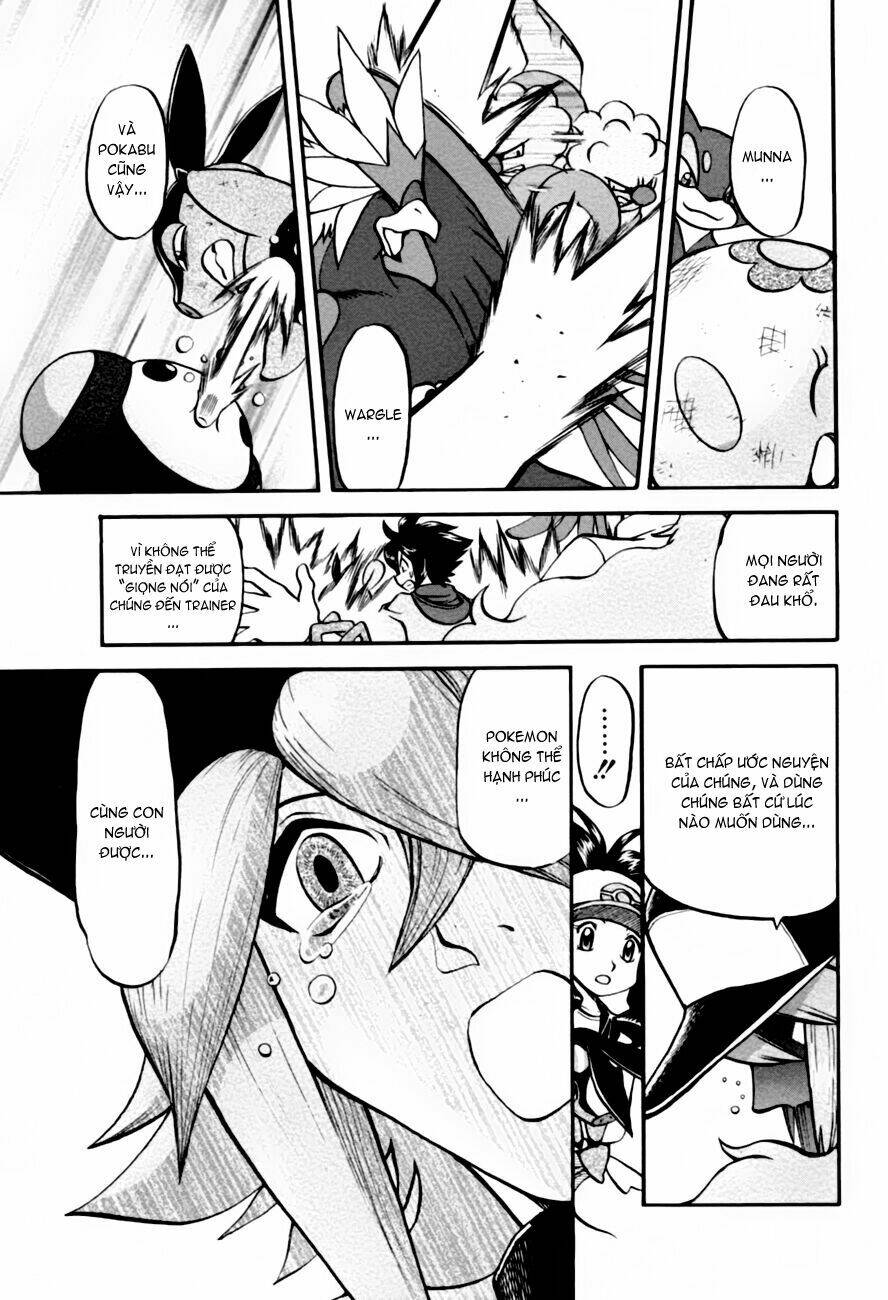 MUNNA
...
WARGLE
...
VÀ
POKABU
CŨNG
VẬY...
MỌI NGƯỜI
ĐANG RẤT
ĐAU KHỔ.
VÌ KHÔNG THỂ
TRUYỀN ĐẠT ĐƯỢC
"GIỌNG NÓI" CỦA
CHÚNG ĐẾN TRAINER
...
BẤT CHẤP ƯỚC NGUYỆN
CỦA CHÚNG, VÀ DÙNG
CHÚNG BẤT CỨ LÚC
NÀO MUỐN DÙNG...
......!!
POKEMON
KHÔNG THỂ
HẠNH PHÚC
...
CÙNG CON
NGƯỜI
ĐƯỢC...